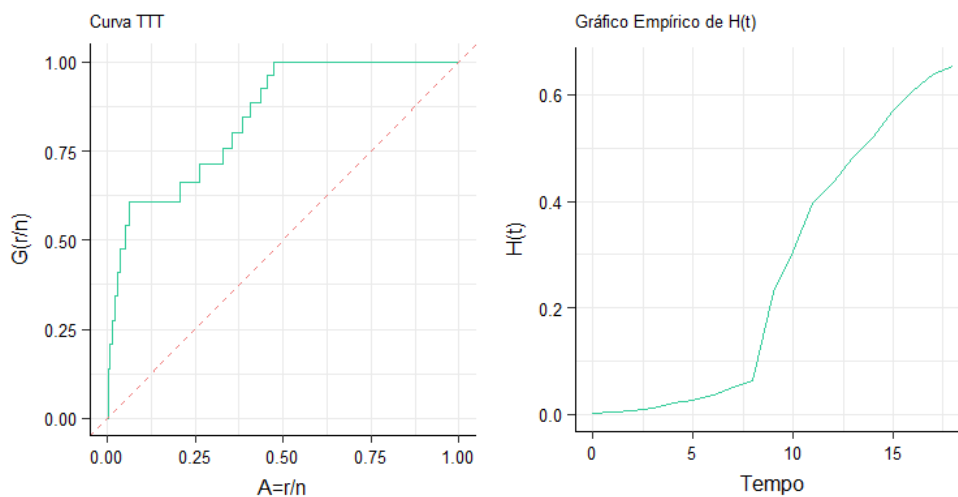 Curva TTT
1.00
0.75
0.50
0.25
0.00
G(r/n)
0.00 0.25 0.50 0.75 1.00
A=r/n
Gráfico Empírico de H(t)
0.6
0.4
0.2
0.0
H(t)
0 5 10 15
Tempo